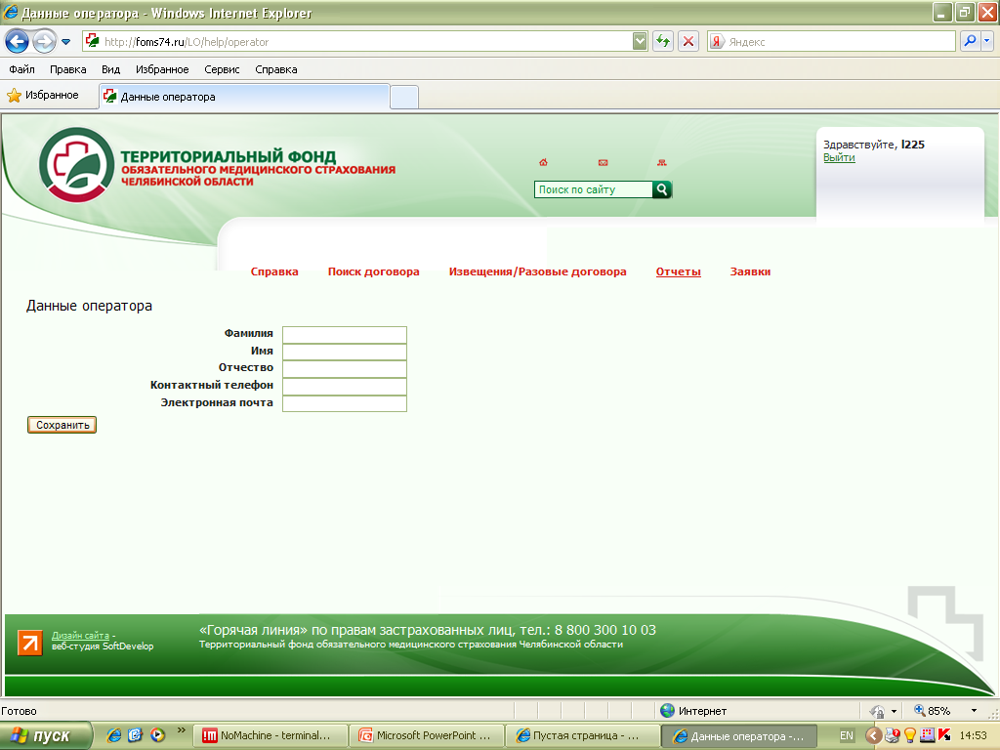 Данные оператора - Windows Internet Explorer
http://foms74.ru/LO/help/operator
Яндекс
Файл Правка Вид Избранное Сервис Справка
Избранное
Данные оператора
ТЕРРИТОРИАЛЬНЫЙ ФОНД
ОБЯЗАТЕЛЬНОГО МЕДИЦИНСКОГО СТРАХОВАНИЯ
ЧЕЛЯБИНСКОЙ ОБЛАСТИ
Поиск по сайту
Здравствуйте, l225
Выйти
Справка Поиск договора Извещения/Разовые договора Отчеты Заявки
Данные оператора
Фамилия
Имя
Отчество
Контактный телефон
Электронная почта
Сохранить
Дизайн сайта -
веб-студия SoftDevelop
«Горячая линия» по правам застрахованных лиц, тел.: 8 800 300 10 03
Территориальный фонд обязательного медицинского страхования Челябинской области
Готово
Интернет
85%
пуск
NoMachine - terminal...
Microsoft PowerPoint ...
Пустая страница - ...
Данные оператора -...
EN
14:53